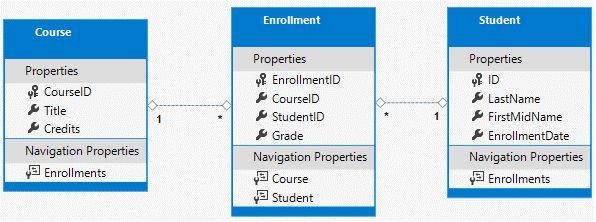 Course
Properties
CourseID
Title
Credits
Navigation Properties
Enrollments
1
*
Enrollment
Properties
EnrollmentID
CourseID
StudentID
Grade
Navigation Properties
Course
Student
*
1
Student
Properties
ID
LastName
FirstMidName
EnrollmentDate
Navigation Properties
Enrollments